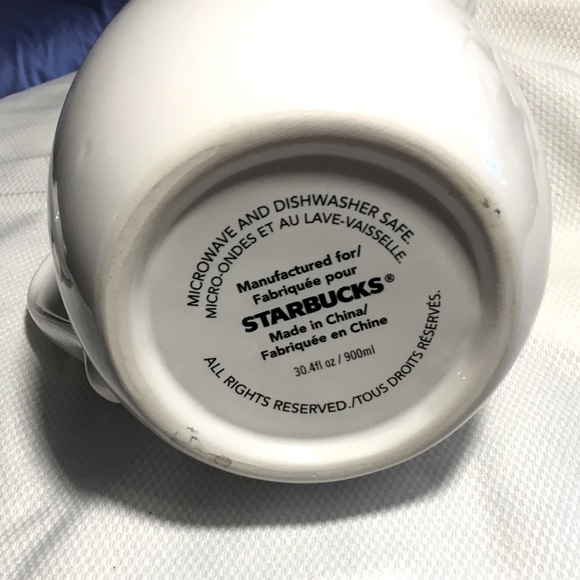 MICROWAVE AND DISHWASHER SAFE.
MICRO-ONDES ET AU LAVE-VAISSELLE.
Manufactured for/
Fabriquée pour
STARBUCKS®
Made in China/
Fabriquée en Chine
30.4fl oz / 900ml
ALL RIGHTS RESERVED./TOUS DROITS RÉSERVÉS.